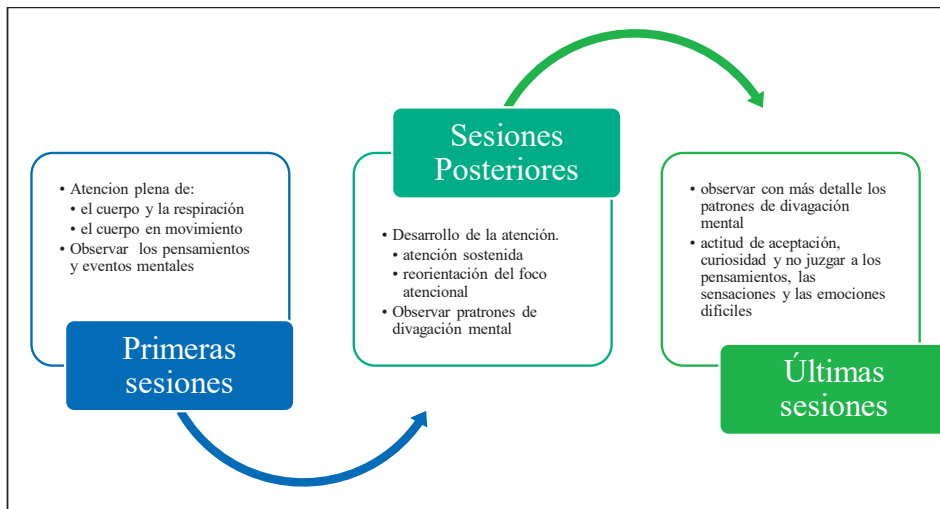 • Atencion plena de:
• el cuerpo y la respiración
• el cuerpo en movimiento
• Observar los pensamientos
y eventos mentales
Primeras
sesiones
Sesiones
Posteriores
• Desarrollo de la atención.
• atención sostenida
• reorientación del foco
atencional
• Observar pratrones de
divagación mental
• observar con más detalle los
patrones de divagación
mental
• actitud de aceptación,
curiosidad y no juzgar a los
pensamientos, las
sensaciones y las emociones
dificiles
Últimas
sesiones